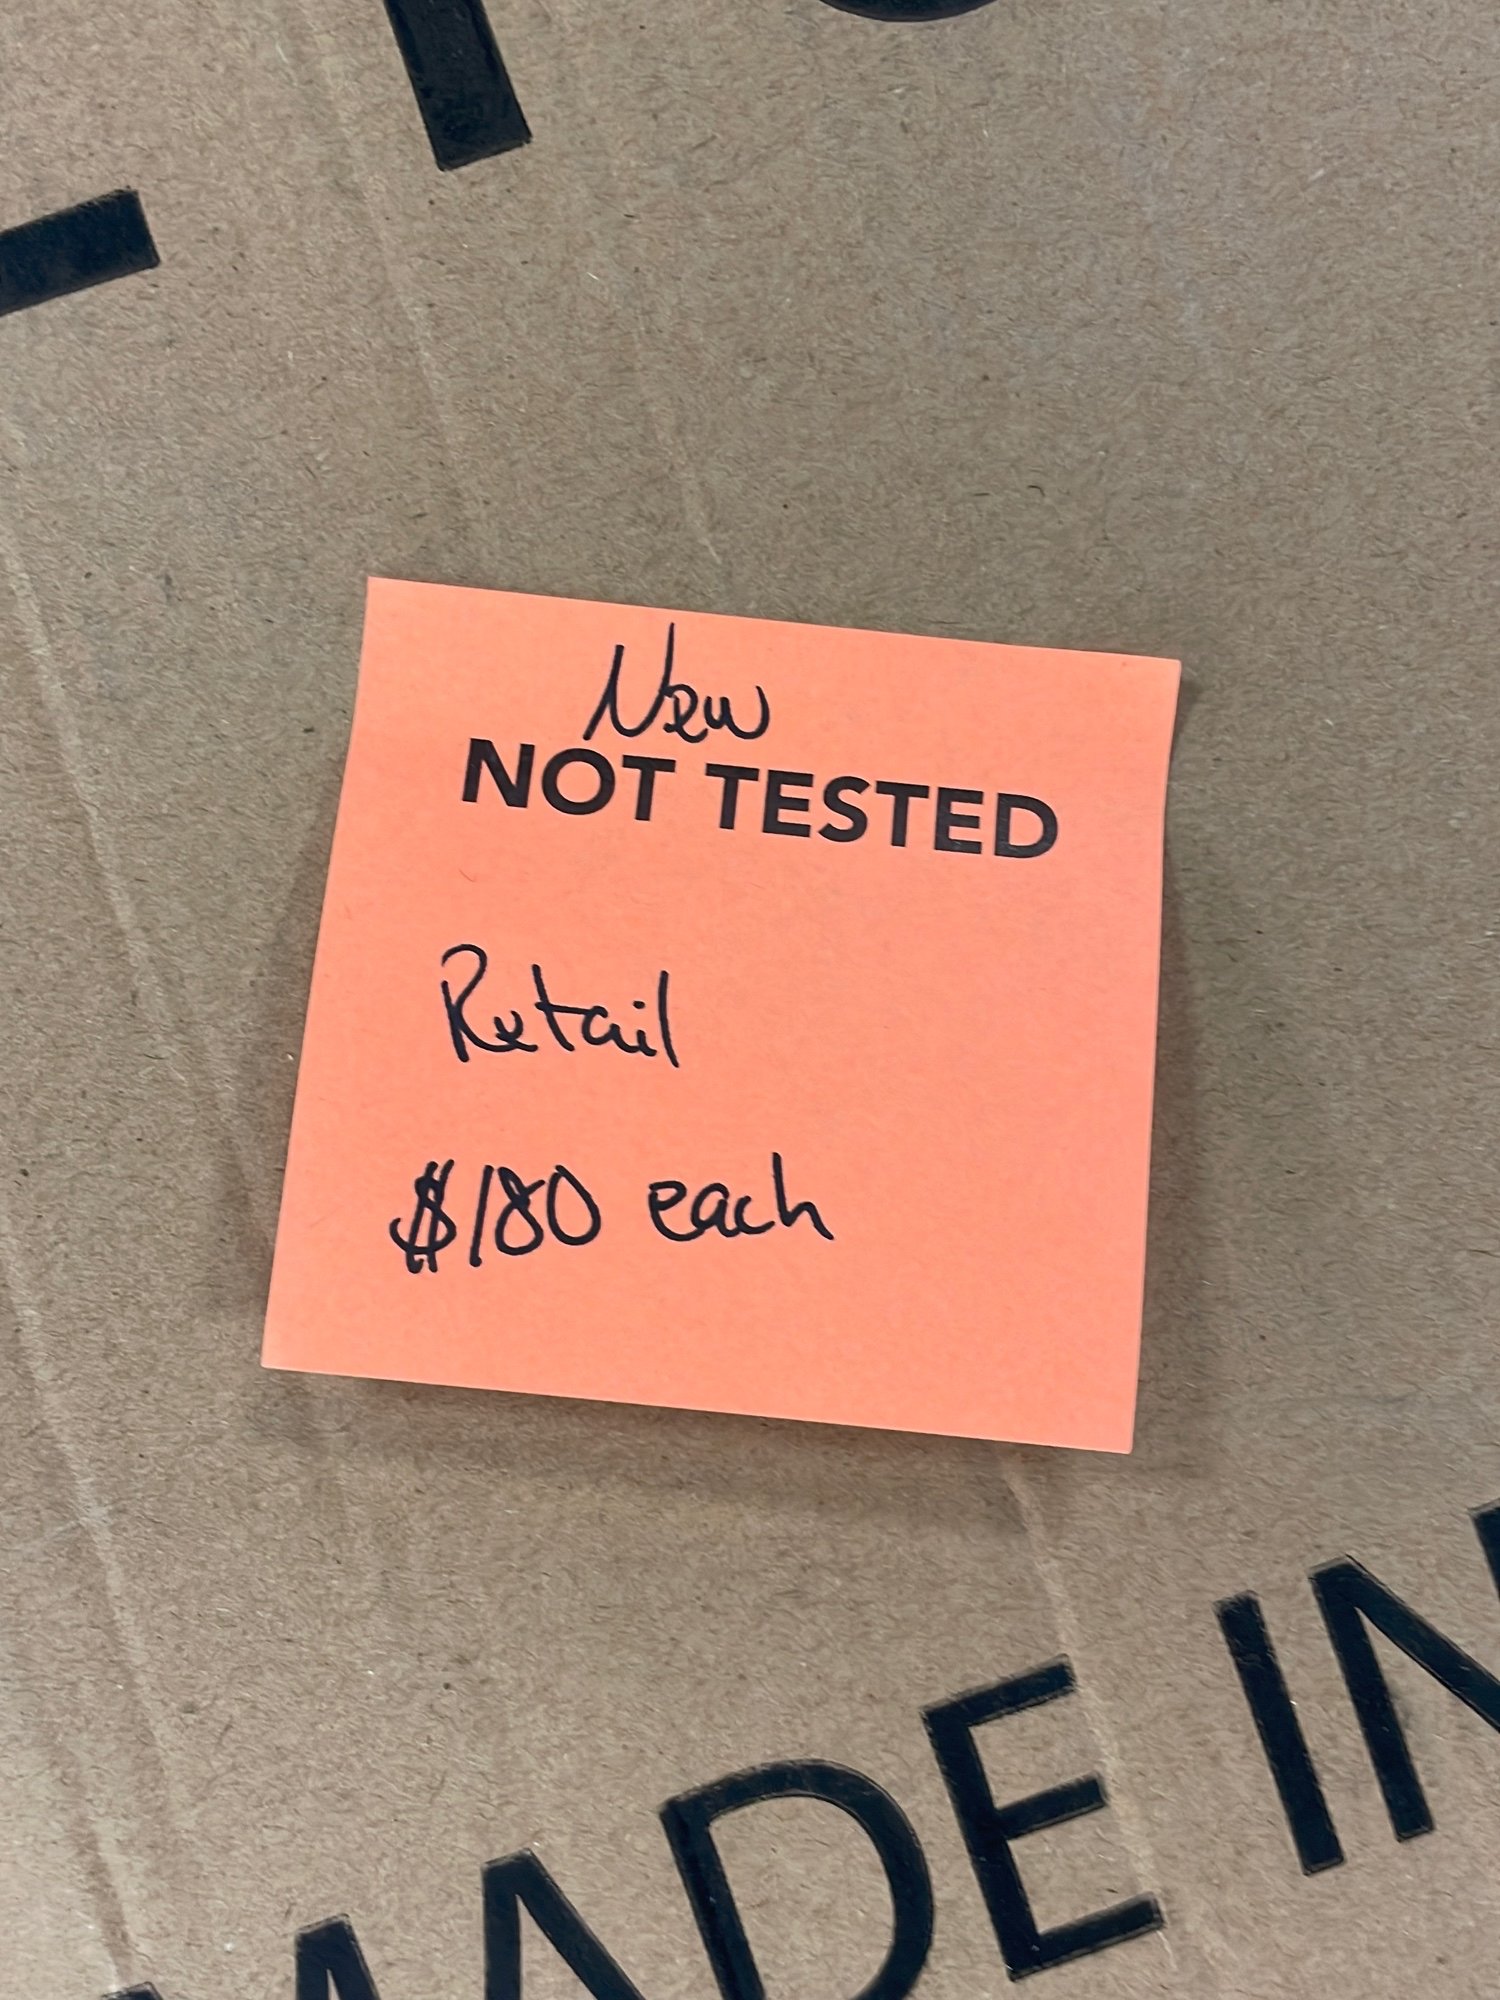 New
NOT TESTED
Retail
$180 each
MADE IN